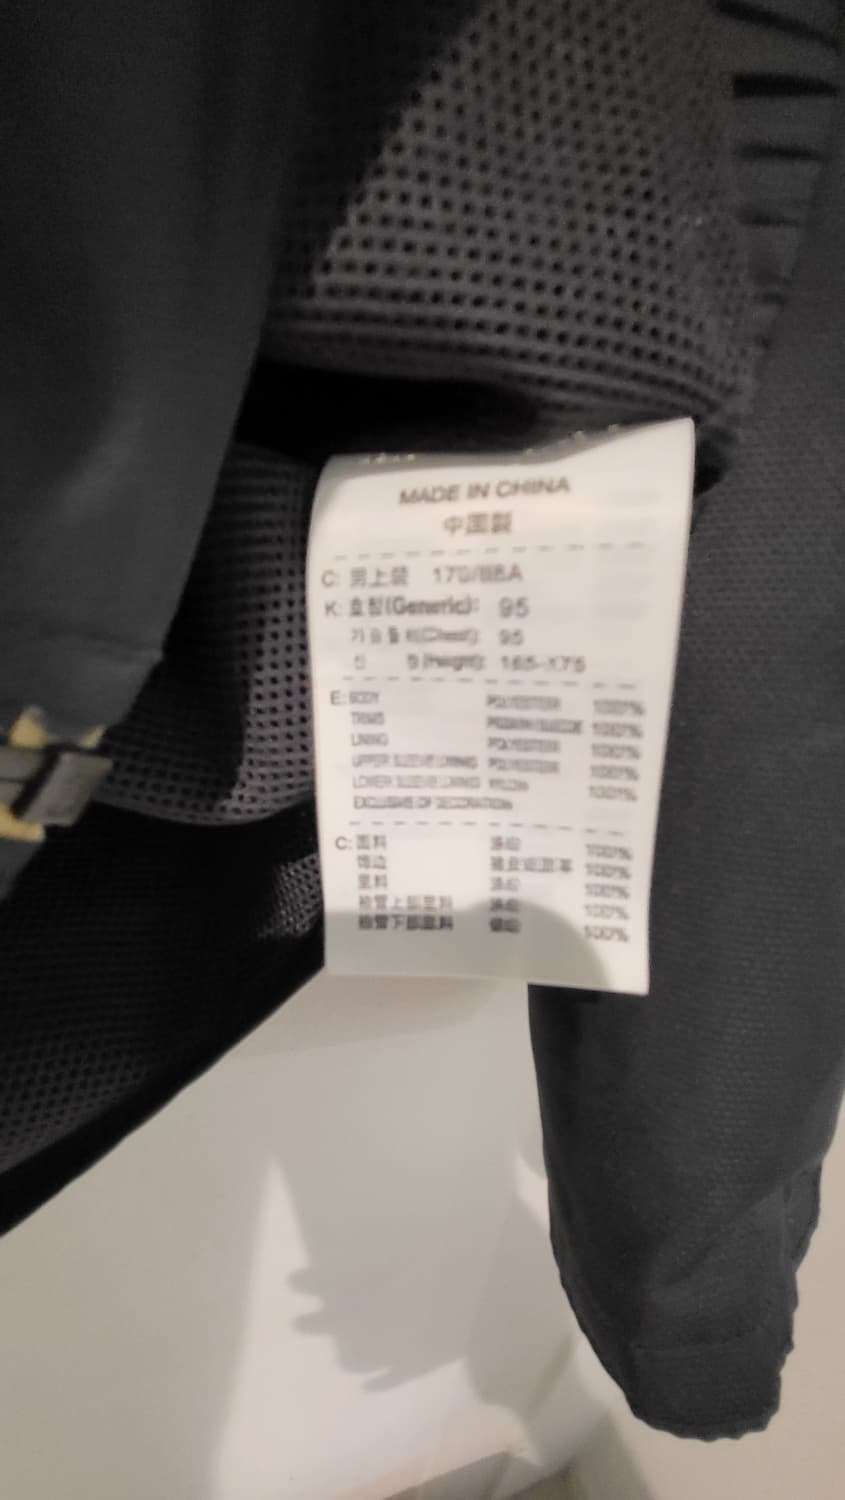 MADE IN CHINA
中国製
C: 男上装 170/88A
K: 호칭(Generic): 95
가슴둘레(Chest): 95
신 장(Height): 165-175
E: BODY POLYESTER 100%
TRIMS 100%
LINING POLYESTER 100%
UPPER SLEEVE LINING POLYESTER 100%
LOWER SLEEVE LINING NYLON 100%
EXCLUSIVE OF DECORATION
C: 面料 涤纶 100%
饰边 100%
里料 涤纶 100%
袖管上部里料 涤纶 100%
袖管下部里料 锦纶 100%